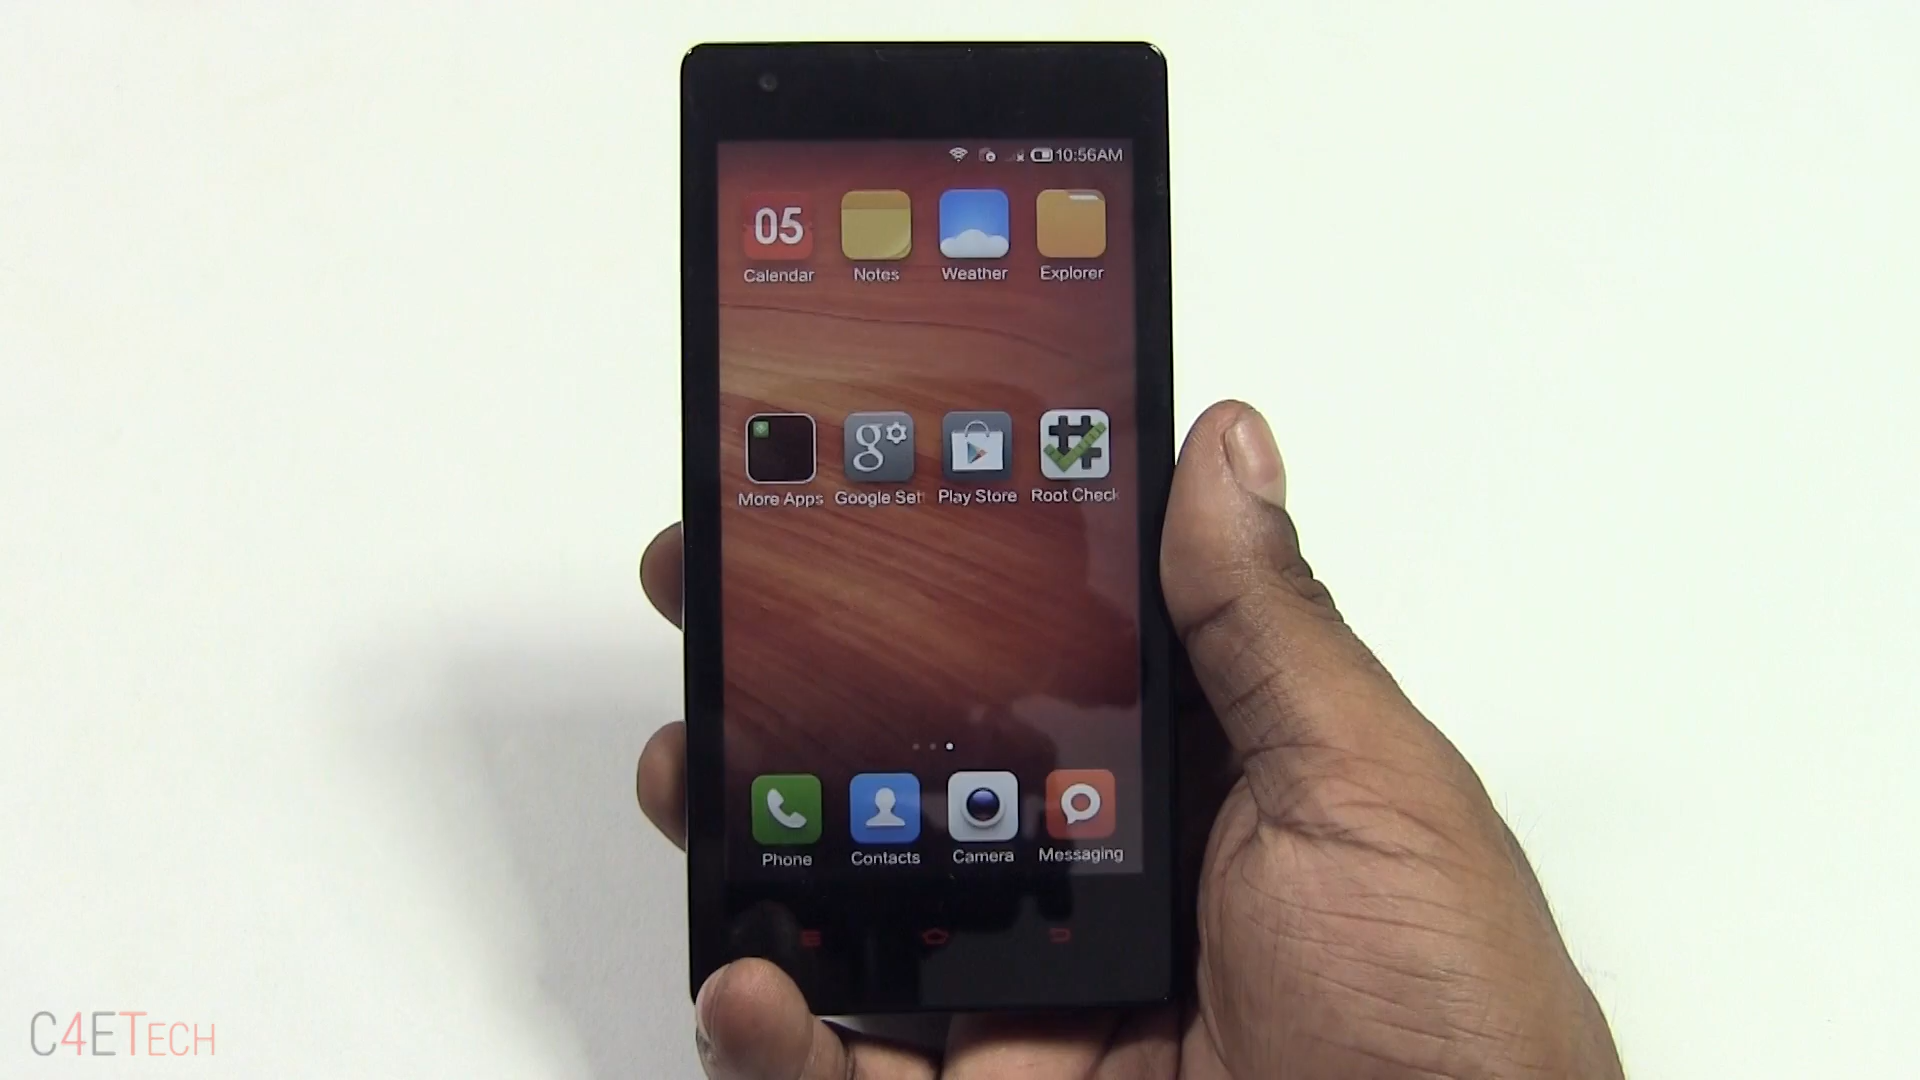 10:56AM
05
Calendar Notes Weather Explorer
g
More Apps Google Set Play Store Root Check
Phone Contacts Camera Messaging
C4ETECH